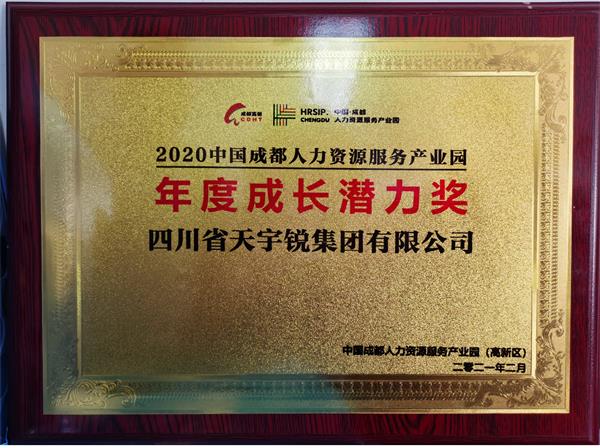 成都高新 HRSIP. 中国·成都
CDHT CHENGDU 人力资源服务产业园
2020中国成都人力资源服务产业园
年度成长潜力奖
四川省天宇锐集团有限公司
中国成都人力资源服务产业园（高新区）
二零二一年二月